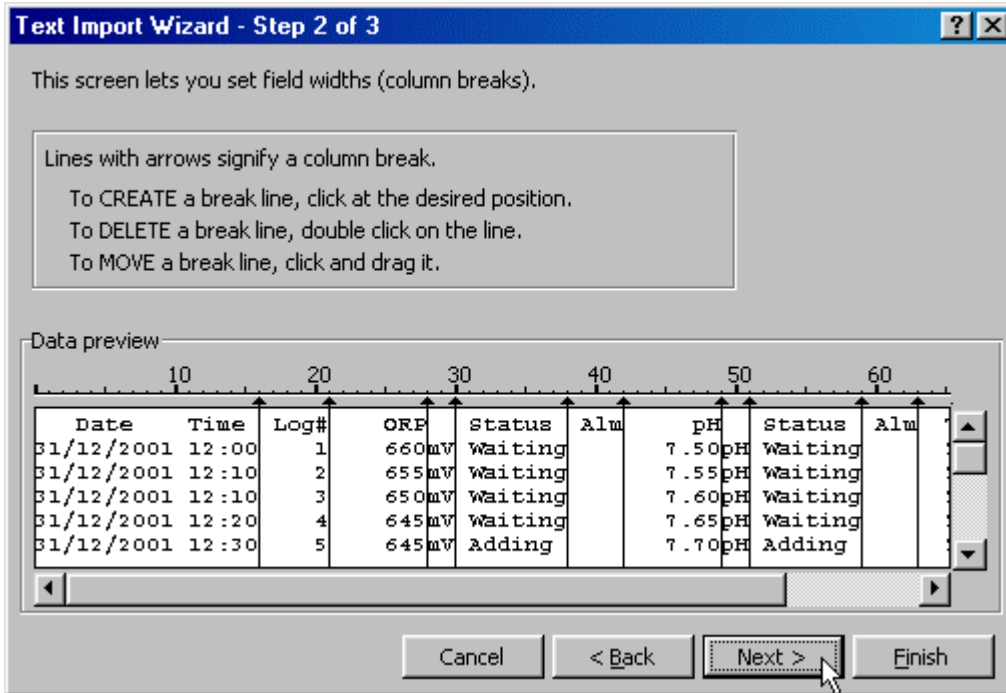 Text Import Wizard - Step 2 of 3
This screen lets you set field widths (column breaks).
Lines with arrows signify a column break.
To CREATE a break line, click at the desired position.
To DELETE a break line, double click on the line.
To MOVE a break line, click and drag it.
Data preview
10 20 30 40 50 60
Date Time Log# ORP Status Alm pH Status Alm
31/12/2001 12:00 1 660mV Waiting 7.50pH Waiting
31/12/2001 12:10 2 655mV Waiting 7.55pH Waiting
31/12/2001 12:10 3 650mV Waiting 7.60pH Waiting
31/12/2001 12:20 4 645mV Waiting 7.65pH Waiting
31/12/2001 12:30 5 645mV Adding 7.70pH Adding
Cancel < Back Next > Finish